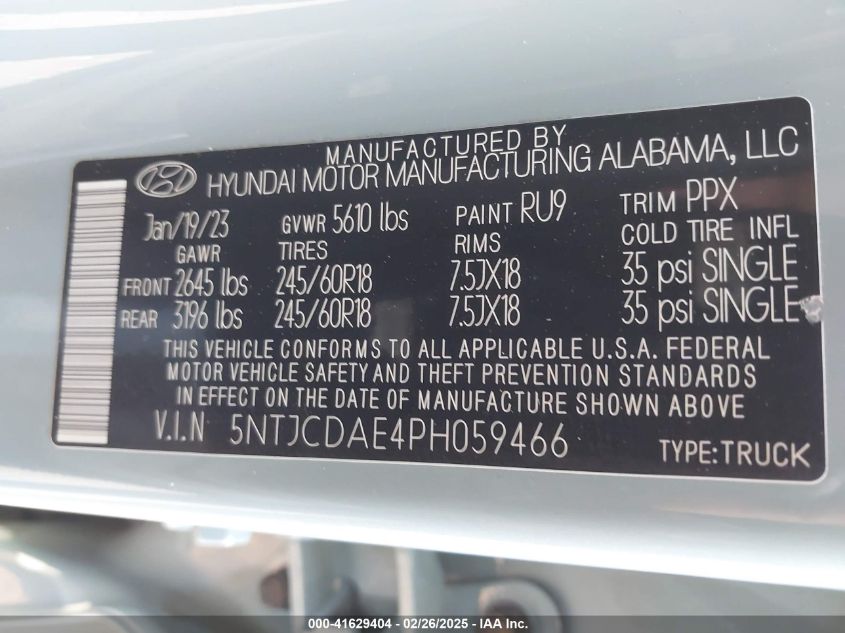 MANUFACTURED BY
HYUNDAI MOTOR MANUFACTURING ALABAMA, LLC
Jan/19/23 GVWR 5610 lbs PAINT RU9 TRIM PPX
GAWR TIRES RIMS COLD TIRE INFL
FRONT 2645 lbs 245/60R18 7.5JX18 35 psi SINGLE
REAR 3196 lbs 245/60R18 7.5JX18 35 psi SINGLE
THIS VEHICLE CONFORMS TO ALL APPLICABLE U.S.A. FEDERAL
MOTOR VEHICLE SAFETY AND THEFT PREVENTION STANDARDS
IN EFFECT ON THE DATE OF MANUFACTURE SHOWN ABOVE
V.I.N 5NTJCDAE4PH059466 TYPE:TRUCK
000-41629404 - 02/26/2025 - IAA Inc.